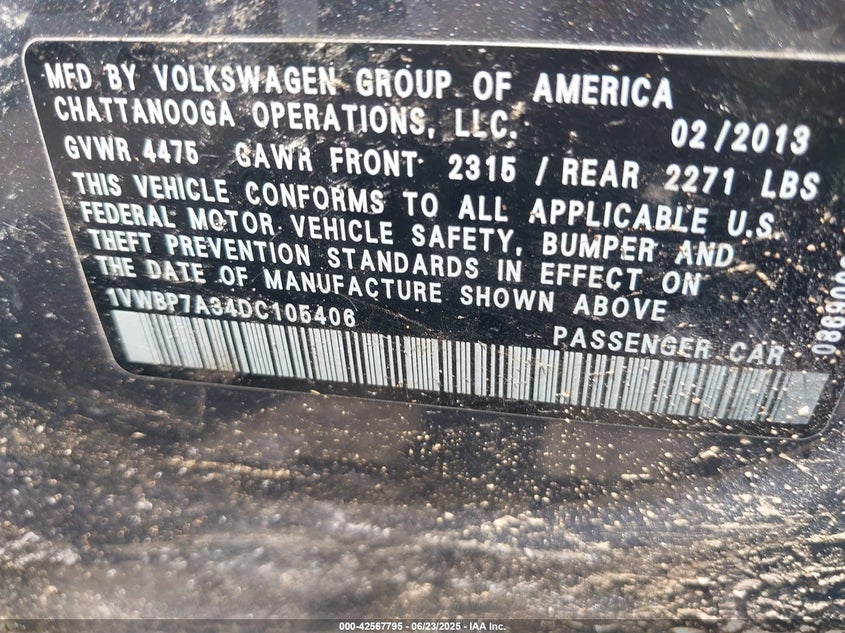 MFD BY VOLKSWAGEN GROUP OF AMERICA
CHATTANOOGA OPERATIONS, LLC. 02/2013
GVWR 4475 GAWR FRONT 2315 / REAR 2271 LBS
THIS VEHICLE CONFORMS TO ALL APPLICABLE U.S.
FEDERAL MOTOR VEHICLE SAFETY, BUMPER AND
THEFT PREVENTION STANDARDS IN EFFECT ON
THE DATE OF MANUFACTURE SHOWN ABOVE
1VWBP7A34DC105406 PASSENGER CAR
000-42567795 - 06/23/2025 - IAA Inc.